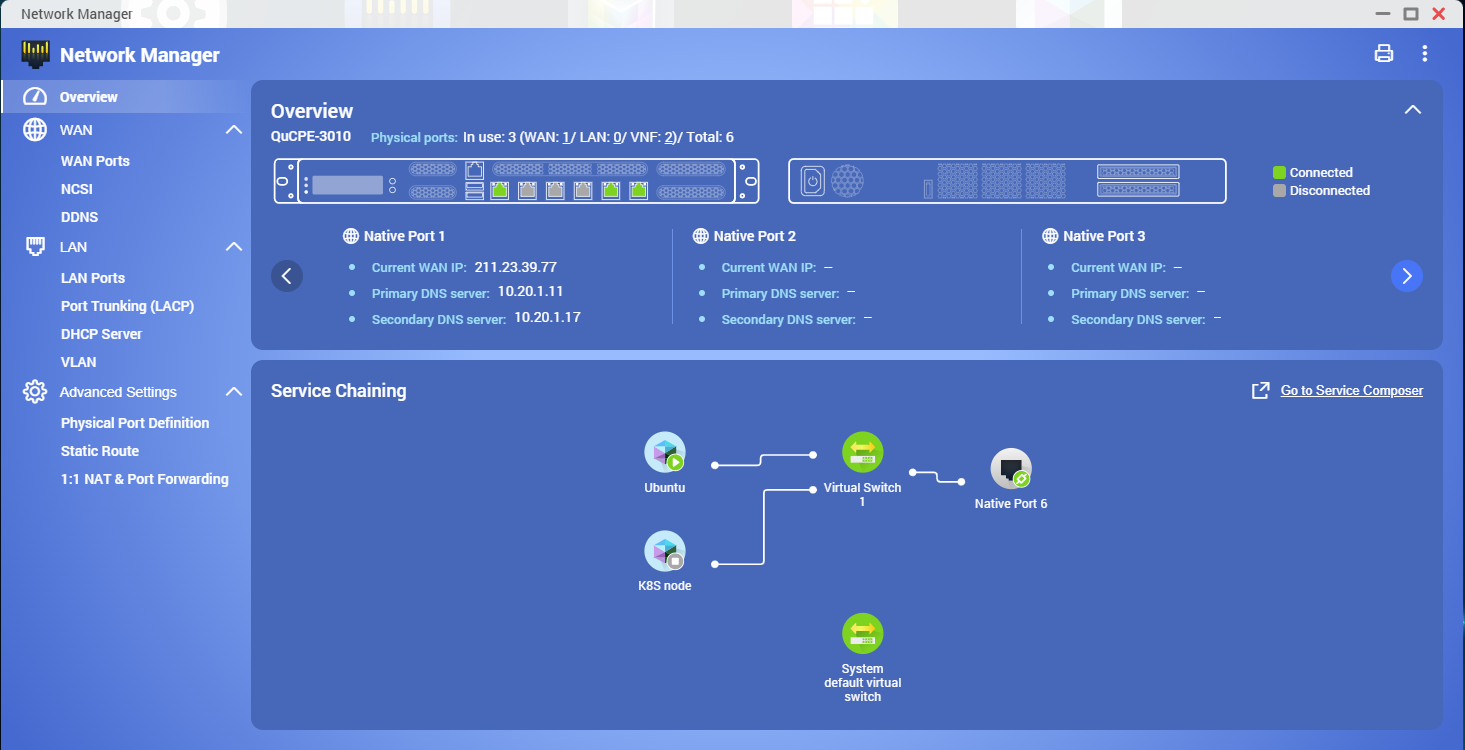 Network Manager
Network Manager
Overview
WAN
WAN Ports
NCSI
DDNS
LAN
LAN Ports
Port Trunking (LACP)
DHCP Server
VLAN
Advanced Settings
Physical Port Definition
Static Route
1:1 NAT & Port Forwarding
Overview
QuCPE-3010 Physical ports: In use: 3 (WAN: 1/ LAN: 0/ VNF: 2)/ Total: 6
Connected
Disconnected
Native Port 1
Current WAN IP: 211.23.39.77
Primary DNS server: 10.20.1.11
Secondary DNS server: 10.20.1.17
Native Port 2
Current WAN IP: --
Primary DNS server: --
Secondary DNS server: --
Native Port 3
Current WAN IP: --
Primary DNS server: --
Secondary DNS server: --
Service Chaining
Go to Service Composer
Ubuntu
Virtual Switch
1
Native Port 6
K8S node
System
default virtual
switch